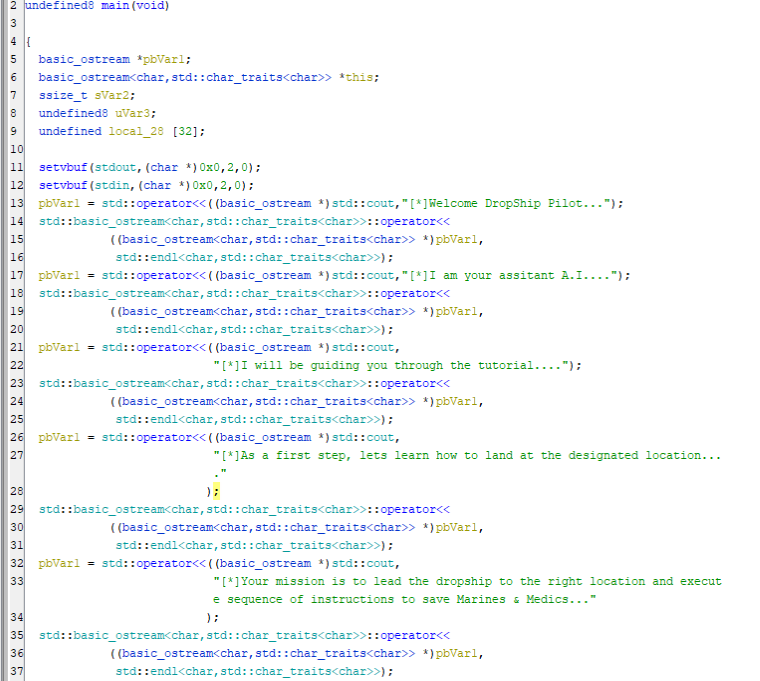 2 undefined8 main(void)
3
4 {
5 basic_ostream *pbVar1;
6 basic_ostream<char,std::char_traits<char>> *this;
7 ssize_t sVar2;
8 undefined8 uVar3;
9 undefined local_28 [32];
10
11 setvbuf(stdout,(char *)0x0,2,0);
12 setvbuf(stdin,(char *)0x0,2,0);
13 pbVar1 = std::operator<<((basic_ostream *)std::cout,"[*]Welcome DropShip Pilot...");
14 std::basic_ostream<char,std::char_traits<char>>::operator<<
15 ((basic_ostream<char,std::char_traits<char>> *)pbVar1,
16 std::endl<char,std::char_traits<char>>);
17 pbVar1 = std::operator<<((basic_ostream *)std::cout,"[*]I am your assitant A.I....");
18 std::basic_ostream<char,std::char_traits<char>>::operator<<
19 ((basic_ostream<char,std::char_traits<char>> *)pbVar1,
20 std::endl<char,std::char_traits<char>>);
21 pbVar1 = std::operator<<((basic_ostream *)std::cout,
22 "[*]I will be guiding you through the tutorial....");
23 std::basic_ostream<char,std::char_traits<char>>::operator<<
24 ((basic_ostream<char,std::char_traits<char>> *)pbVar1,
25 std::endl<char,std::char_traits<char>>);
26 pbVar1 = std::operator<<((basic_ostream *)std::cout,
27 "[*]As a first step, lets learn how to land at the designated location...
."
28 );
29 std::basic_ostream<char,std::char_traits<char>>::operator<<
30 ((basic_ostream<char,std::char_traits<char>> *)pbVar1,
31 std::endl<char,std::char_traits<char>>);
32 pbVar1 = std::operator<<((basic_ostream *)std::cout,
33 "[*]Your mission is to lead the dropship to the right location and execut
e sequence of instructions to save Marines & Medics..."
34 );
35 std::basic_ostream<char,std::char_traits<char>>::operator<<
36 ((basic_ostream<char,std::char_traits<char>> *)pbVar1,
37 std::endl<char,std::char_traits<char>>);